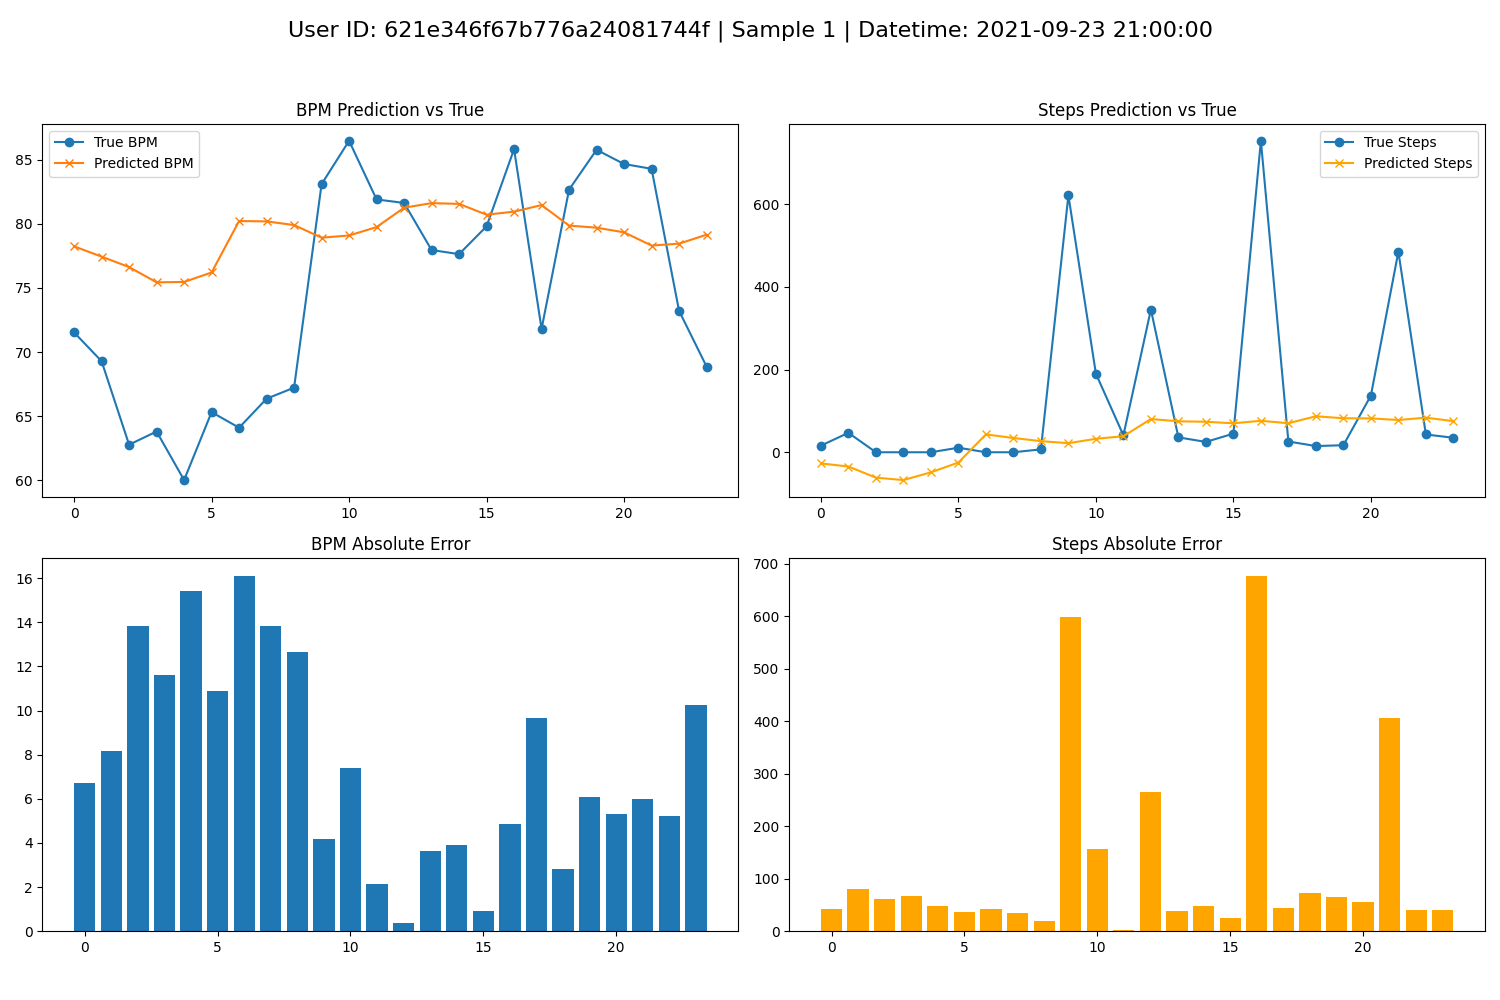 User ID: 621e346f67b776a24081744f | Sample 1 | Datetime: 2021-09-23 21:00:00
BPM Prediction vs True
True BPM
Predicted BPM
85
80
75
70
65
60
0 5 10 15 20
Steps Prediction vs True
True Steps
Predicted Steps
600
400
200
0
0 5 10 15 20
BPM Absolute Error
16
14
12
10
8
6
4
2
0
0 5 10 15 20
Steps Absolute Error
700
600
500
400
300
200
100
0
0 5 10 15 20